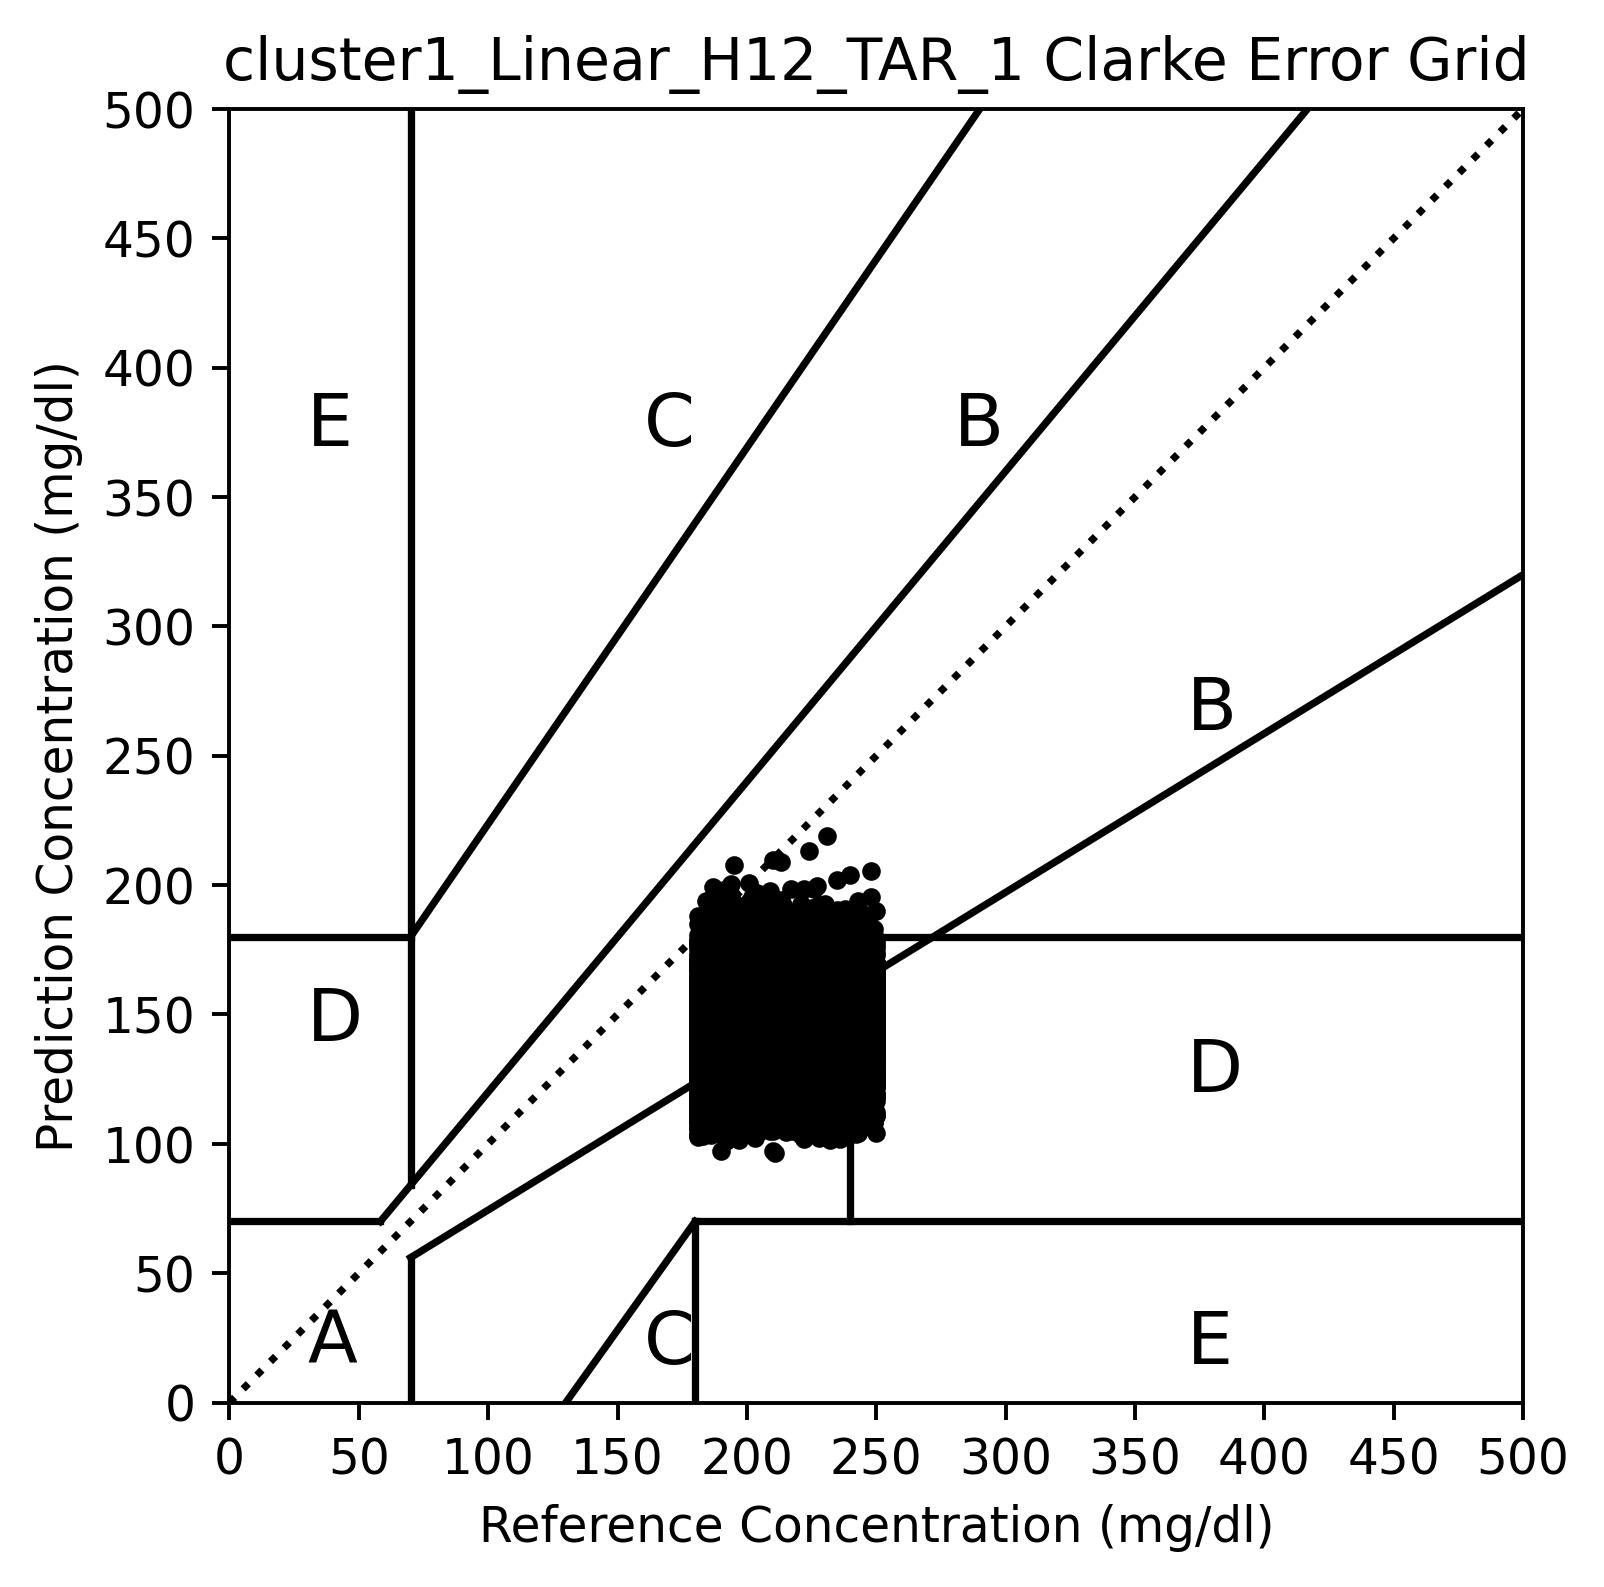 cluster1_Linear_H12_TAR_1 Clarke Error Grid
500
450
400
350
300
250
200
150
100
50
0
Prediction Concentration (mg/dl)
E
C
B
B
D
D
A
C
E
0 50 100 150 200 250 300 350 400 450 500
Reference Concentration (mg/dl)